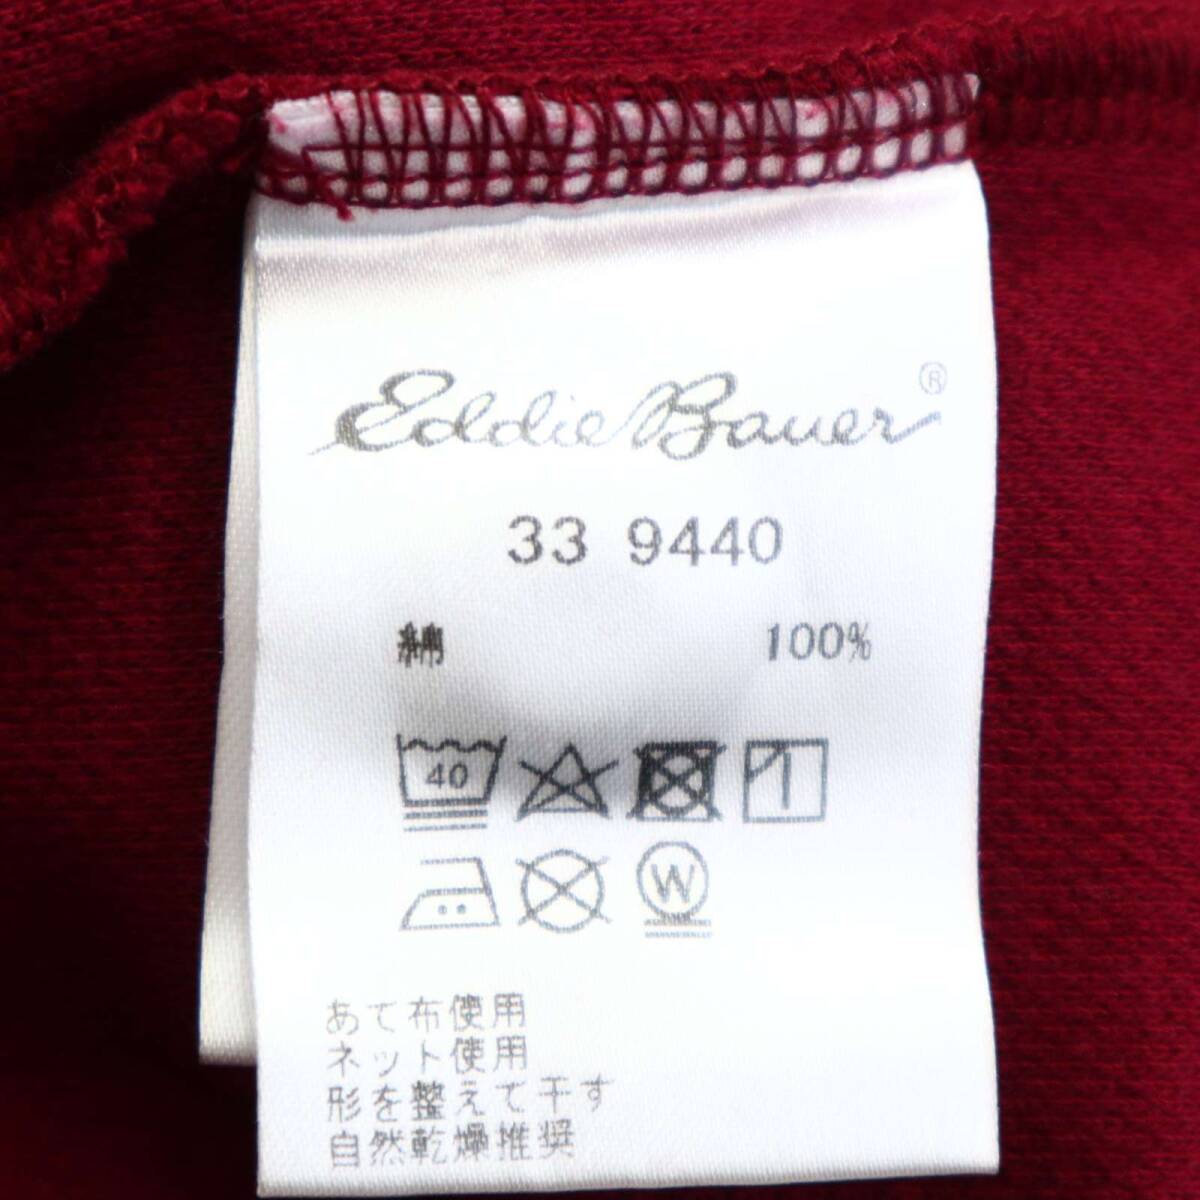 Eddie Bauer®
33 9440
綿 100%
40
W
あて布使用
ネット使用
形を整えて干す
自然乾燥推奨